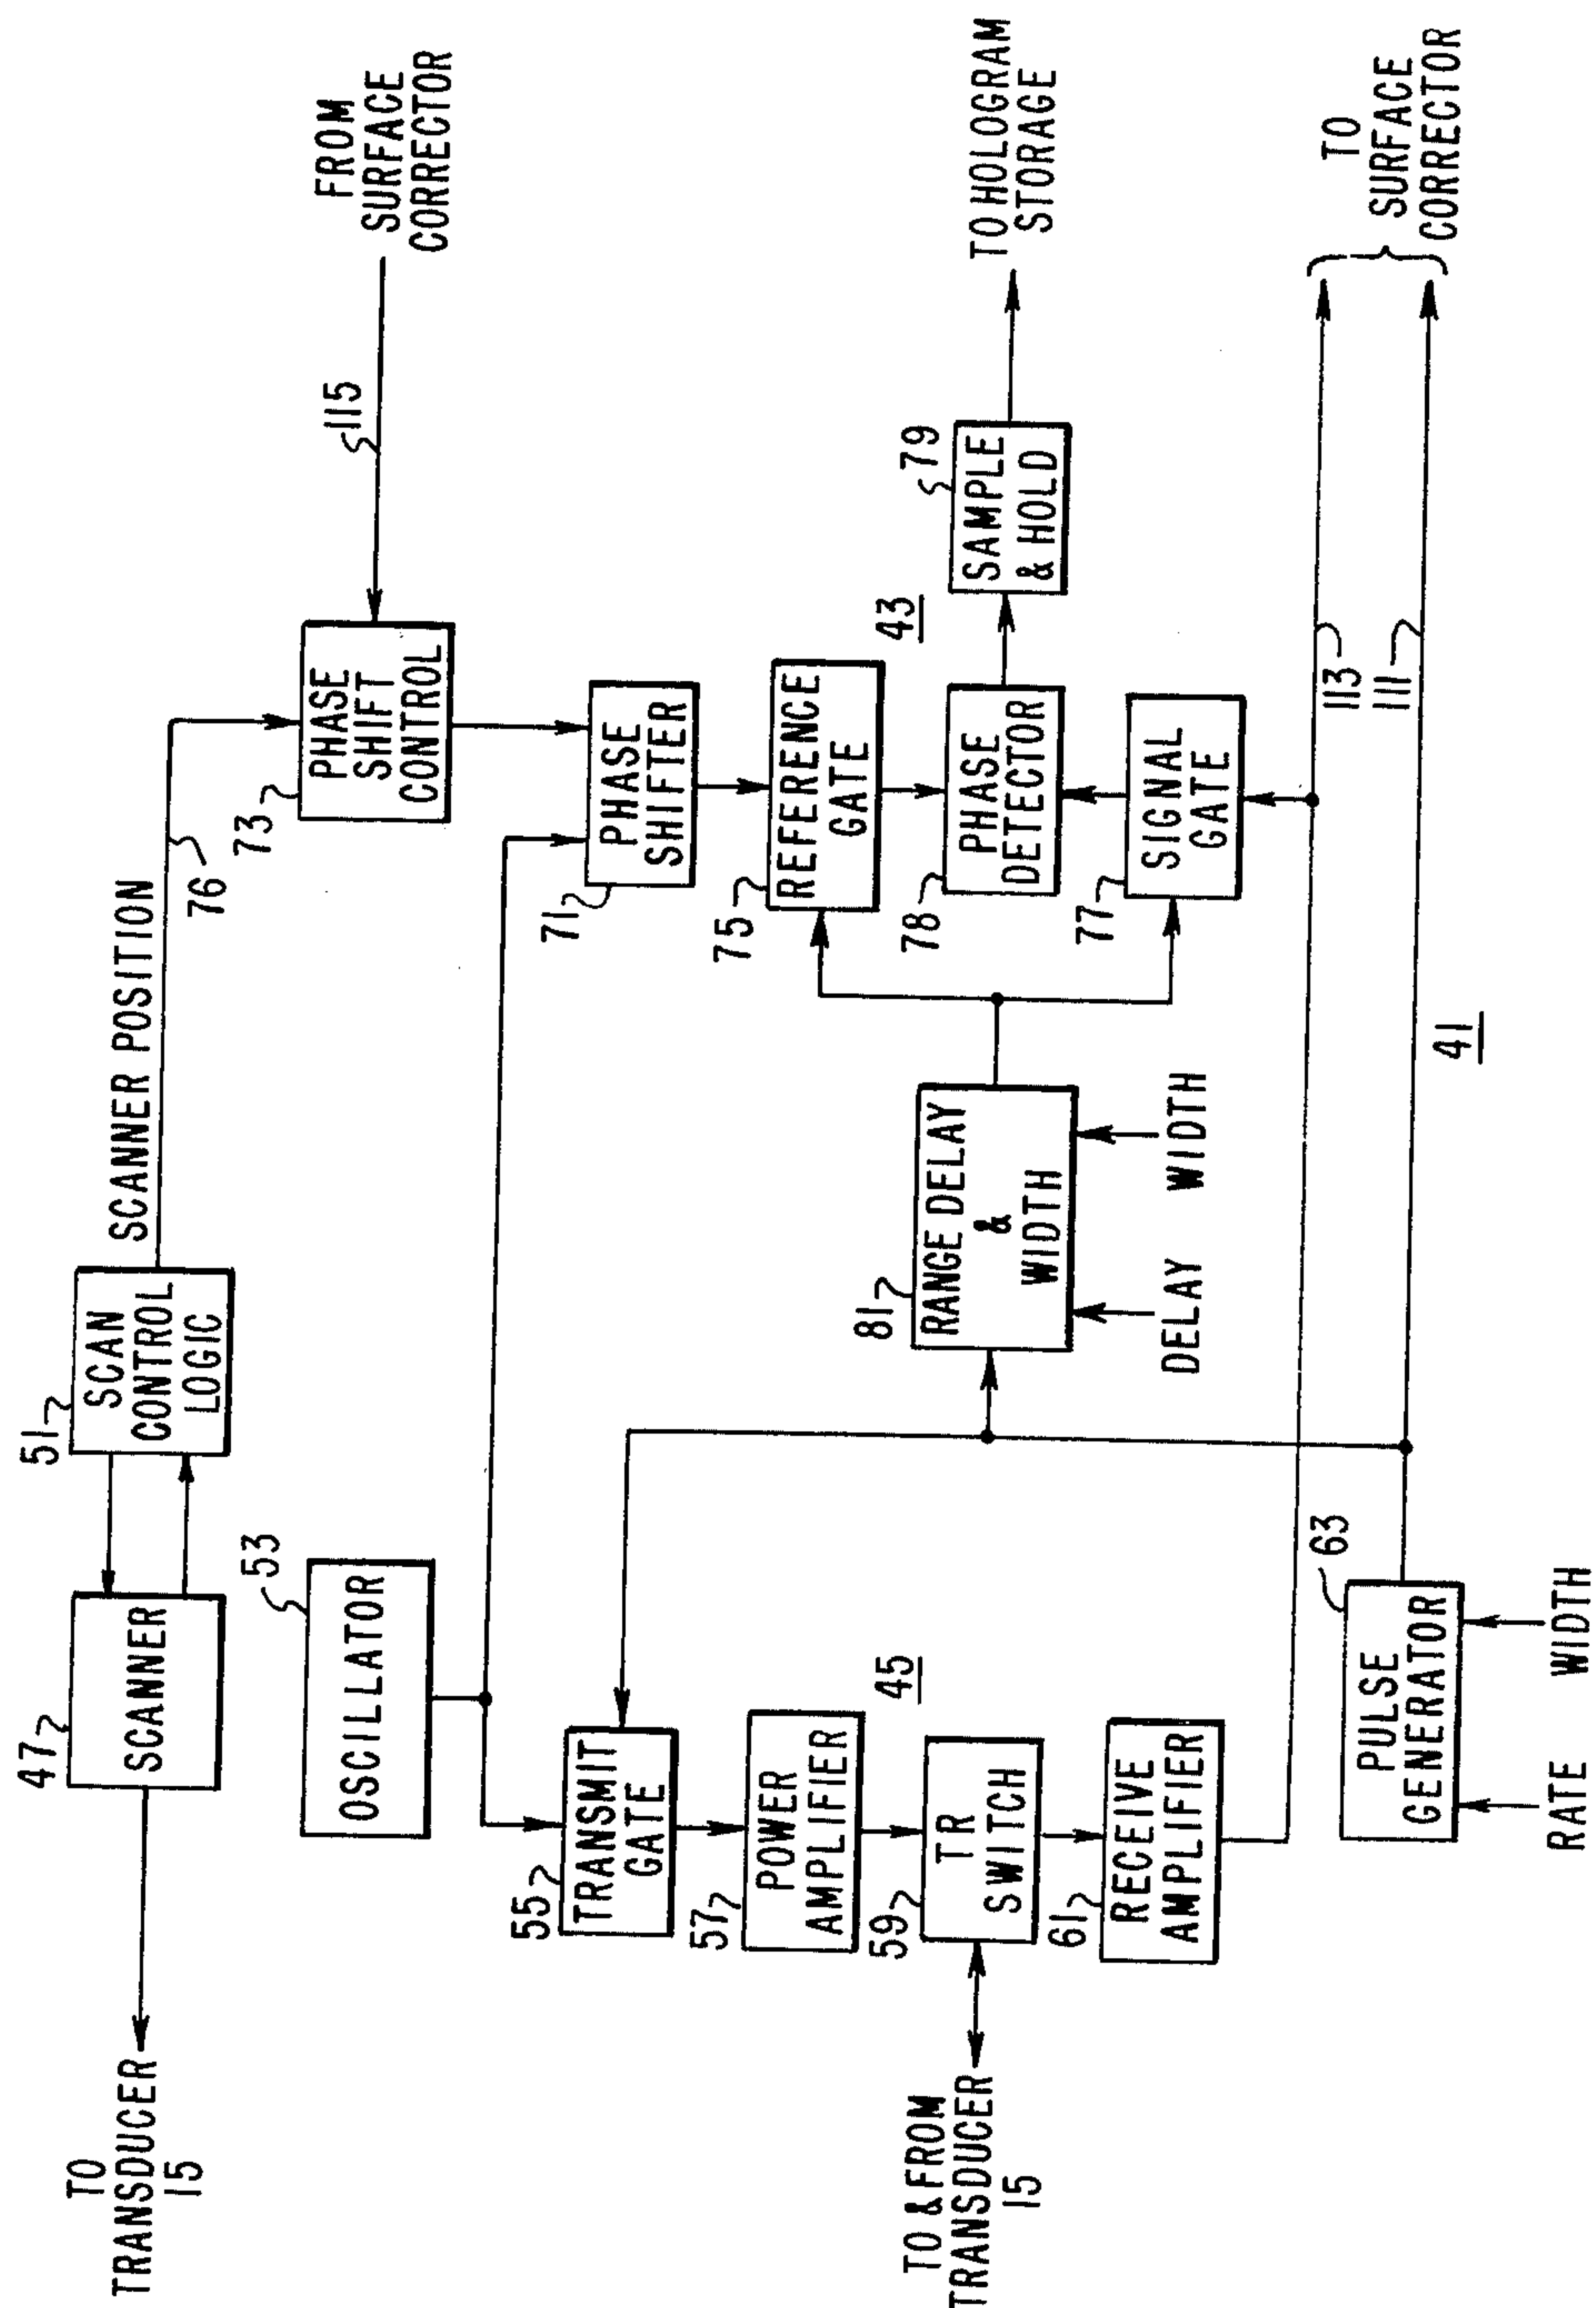 TO
TRANSDUCER
15
47
SCANNER
51
SCAN
CONTROL
LOGIC
SCANNER POSITION
76
73
PHASE
SHIFT
CONTROL
115
FROM
SURFACE
CORRECTOR
53
OSCILLATOR
55
TRANSMIT
GATE
57
POWER
AMPLIFIER
45
TO & FROM
TRANSDUCER
15
59
TR
SWITCH
61
RECEIVE
AMPLIFIER
63
PULSE
GENERATOR
RATE
WIDTH
81
RANGE DELAY
&
WIDTH
DELAY
WIDTH
71
PHASE
SHIFTER
75
REFERENCE
GATE
43
78
PHASE
DETECTOR
77
SIGNAL
GATE
79
SAMPLE
& HOLD
TO HOLOGRAM
STORAGE
113
111
TO
SURFACE
CORRECTOR
41